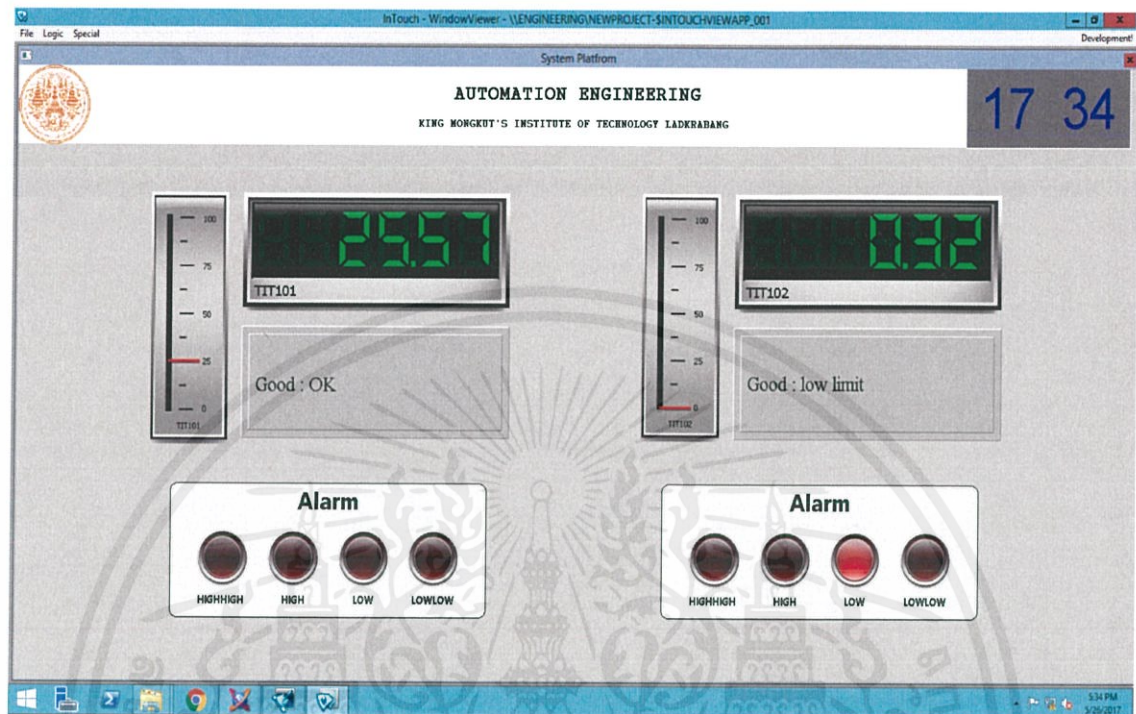 InTouch - WindowViewer - \\ENGINEERING\NEWPROJECT-$INTOUCHVIEWAPP_001
File Logic Special
Development!
System Platfrom
AUTOMATION ENGINEERING
17 34
KING MONGKUT'S INSTITUTE OF TECHNOLOGY LADKRABANG
100
75
50
25
0
TIT101
25.57
TIT101
Good : OK
100
75
50
25
0
TIT102
0.32
TIT102
Good : low limit
Alarm
HIGHHIGH HIGH LOW LOWLOW
Alarm
HIGHHIGH HIGH LOW LOWLOW
5:34 PM
5/26/2017